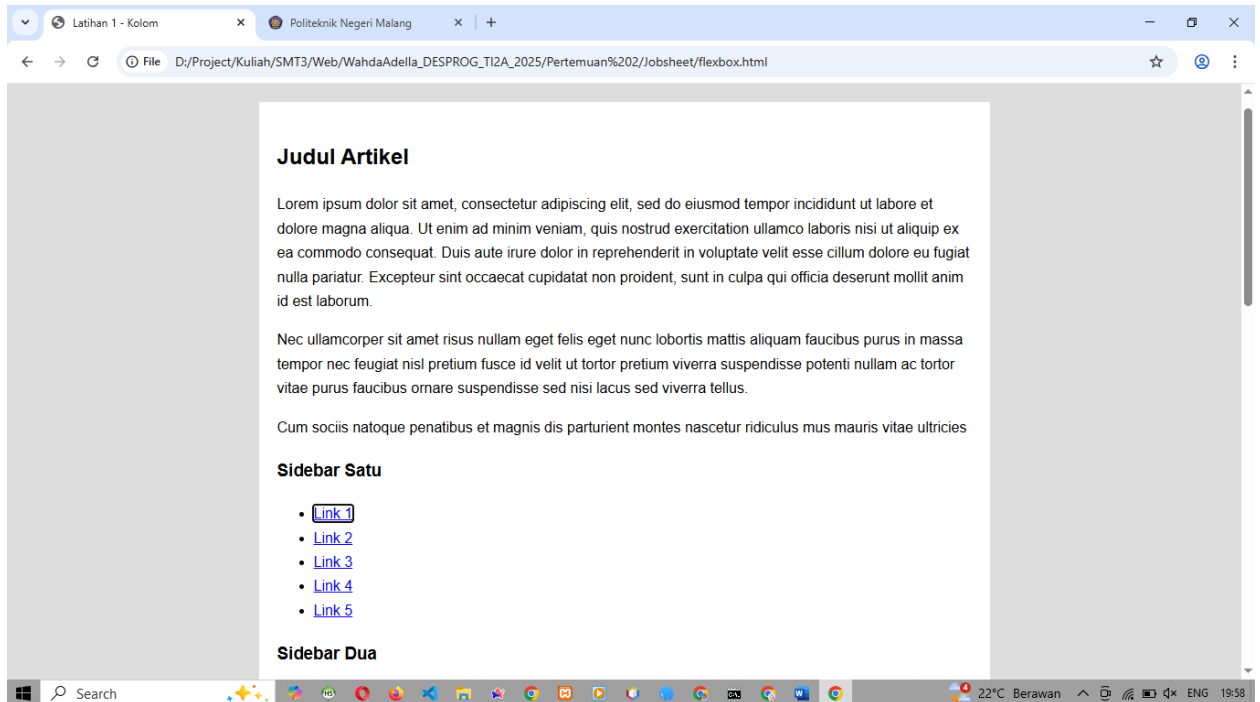 Latihan 1 - Kolom
Politeknik Negeri Malang
File D:/Project/Kuliah/SMT3/Web/WahdaAdella_DESPROG_TI2A_2025/Pertemuan%202/Jobsheet/flexbox.html
Judul Artikel
Lorem ipsum dolor sit amet, consectetur adipiscing elit, sed do eiusmod tempor incididunt ut labore et
dolore magna aliqua. Ut enim ad minim veniam, quis nostrud exercitation ullamco laboris nisi ut aliquip ex
ea commodo consequat. Duis aute irure dolor in reprehenderit in voluptate velit esse cillum dolore eu fugiat
nulla pariatur. Excepteur sint occaecat cupidatat non proident, sunt in culpa qui officia deserunt mollit anim
id est laborum.
Nec ullamcorper sit amet risus nullam eget felis eget nunc lobortis mattis aliquam faucibus purus in massa
tempor nec feugiat nisl pretium fusce id velit ut tortor pretium viverra suspendisse potenti nullam ac tortor
vitae purus faucibus ornare suspendisse sed nisi lacus sed viverra tellus.
Cum sociis natoque penatibus et magnis dis parturient montes nascetur ridiculus mus mauris vitae ultricies
Sidebar Satu
Link 1
Link 2
Link 3
Link 4
Link 5
Sidebar Dua
Search
4
22°C Berawan
ENG
19:58